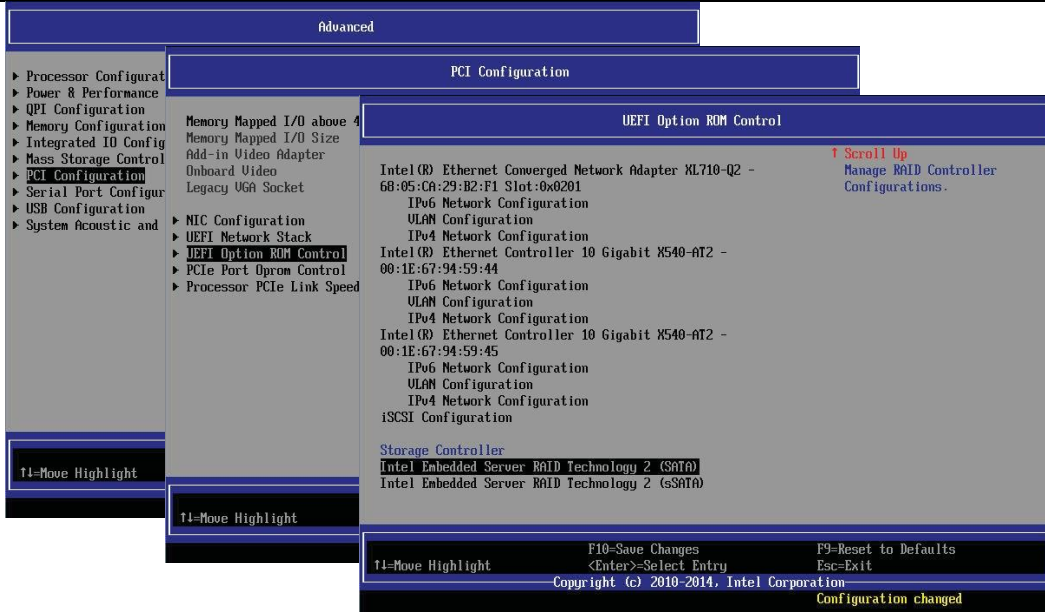 Advanced
Processor Configurat
Power & Performance
QPI Configuration
Memory Configuration
Integrated IO Config
Mass Storage Control
PCI Configuration
Serial Port Configur
USB Configuration
System Acoustic and
↑↓=Move Highlight
PCI Configuration
Memory Mapped I/O above 4
Memory Mapped I/O Size
Add-in Video Adapter
Onboard Video
Legacy VGA Socket
NIC Configuration
UEFI Network Stack
UEFI Option ROM Control
PCIe Port Oprom Control
Processor PCIe Link Speed
↑↓=Move Highlight
UEFI Option ROM Control
Intel(R) Ethernet Converged Network Adapter XL710-Q2 -
68:05:CA:29:B2:F1 Slot:0x0201
IPv6 Network Configuration
VLAN Configuration
IPv4 Network Configuration
Intel(R) Ethernet Controller 10 Gigabit X540-AT2 -
00:1E:67:94:59:44
IPv6 Network Configuration
VLAN Configuration
IPv4 Network Configuration
Intel(R) Ethernet Controller 10 Gigabit X540-AT2 -
00:1E:67:94:59:45
IPv6 Network Configuration
VLAN Configuration
IPv4 Network Configuration
iSCSI Configuration
Storage Controller
Intel Embedded Server RAID Technology 2 (SATA)
Intel Embedded Server RAID Technology 2 (sSATA)
↑ Scroll Up
Manage RAID Controller
Configurations.
F10=Save Changes F9=Reset to Defaults
↑↓=Move Highlight <Enter>=Select Entry Esc=Exit
Copyright (c) 2010-2014, Intel Corporation
Configuration changed